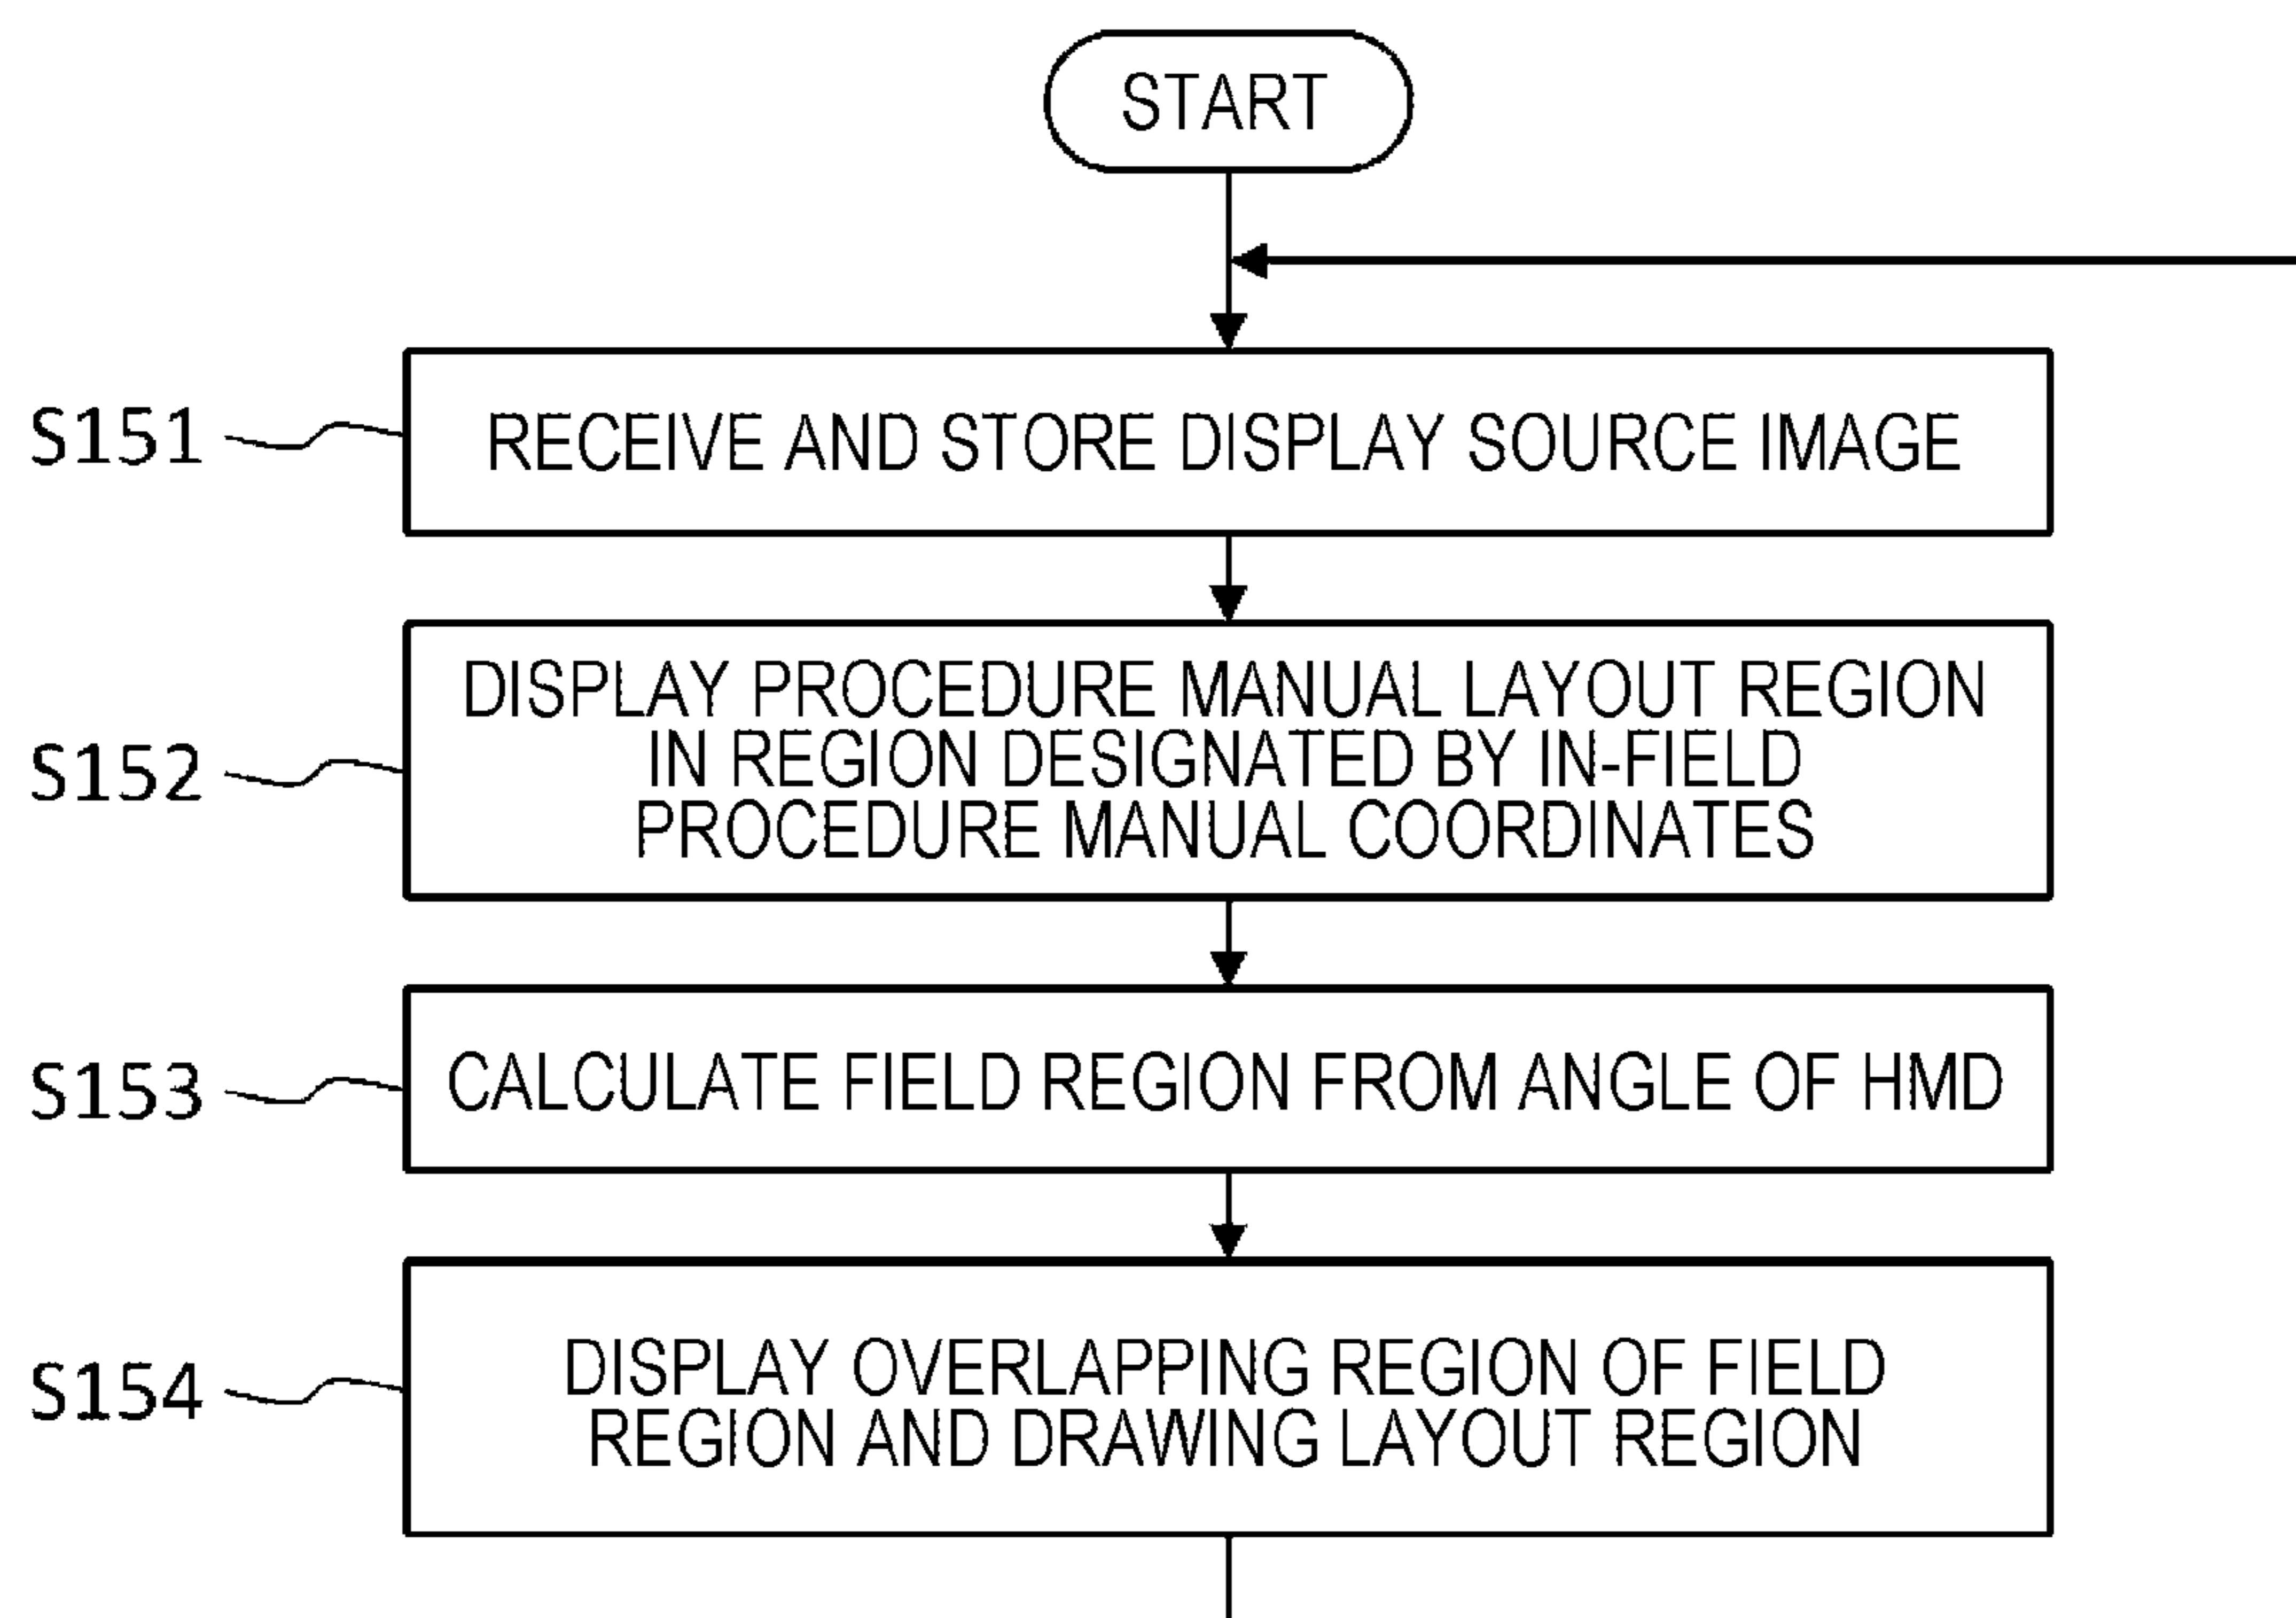 START
S151
RECEIVE AND STORE DISPLAY SOURCE IMAGE
S152
DISPLAY PROCEDURE MANUAL LAYOUT REGION
IN REGION DESIGNATED BY IN-FIELD
PROCEDURE MANUAL COORDINATES
S153
CALCULATE FIELD REGION FROM ANGLE OF HMD
S154
DISPLAY OVERLAPPING REGION OF FIELD
REGION AND DRAWING LAYOUT REGION